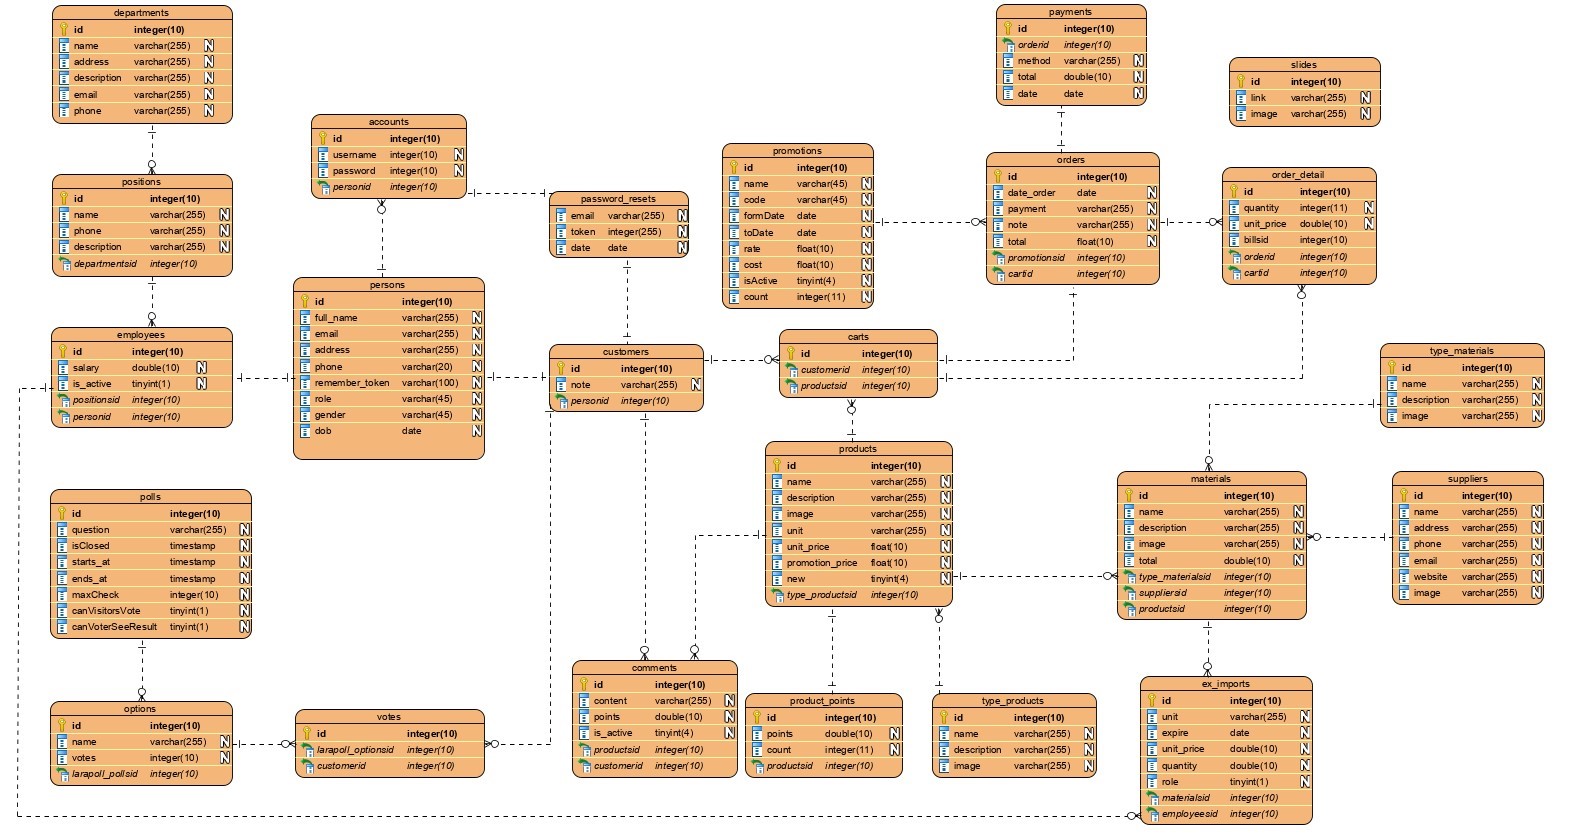 departments
id integer(10)
name varchar(255) N
address varchar(255) N
description varchar(255) N
email varchar(255) N
phone varchar(255) N
positions
id integer(10)
name varchar(255) N
phone varchar(255) N
description varchar(255) N
departmentsid integer(10)
employees
id integer(10)
salary double(10) N
is_active tinyint(1) N
positionsid integer(10)
personid integer(10)
polls
id integer(10)
question varchar(255) N
isClosed timestamp N
starts_at timestamp N
ends_at timestamp N
maxCheck integer(10) N
canVisitorsVote tinyint(1) N
canVoterSeeResult tinyint(1) N
options
id integer(10)
name varchar(255) N
votes integer(10) N
larapoll_pollsid integer(10)
accounts
id integer(10)
username integer(10) N
password integer(10) N
personid integer(10)
persons
id integer(10)
full_name varchar(255) N
email varchar(255) N
address varchar(255) N
phone varchar(20) N
remember_token varchar(100) N
role varchar(45) N
gender varchar(45) N
dob date N
votes
id integer(10)
larapoll_optionsid integer(10)
customerid integer(10)
password_resets
email varchar(255) N
token integer(255) N
date date N
customers
id integer(10)
note varchar(255) N
personid integer(10)
comments
id integer(10)
content varchar(255) N
points double(10) N
is_active tinyint(4) N
productsid integer(10)
customerid integer(10)
promotions
id integer(10)
name varchar(45) N
code varchar(45) N
formDate date N
toDate date N
rate float(10) N
cost float(10) N
isActive tinyint(4) N
count integer(11) N
carts
id integer(10)
customerid integer(10)
productsid integer(10)
products
id integer(10)
name varchar(255) N
description varchar(255) N
image varchar(255) N
unit varchar(255) N
unit_price float(10) N
promotion_price float(10) N
new tinyint(4) N
type_productsid integer(10)
product_points
id integer(10)
points double(10) N
count integer(11) N
productsid integer(10)
type_products
id integer(10)
name varchar(255) N
description varchar(255) N
image varchar(255) N
payments
id integer(10)
orderid integer(10)
method varchar(255) N
total double(10) N
date date N
orders
id integer(10)
date_order date N
payment varchar(255) N
note varchar(255) N
total float(10) N
promotionsid integer(10)
cartid integer(10)
slides
id integer(10)
link varchar(255) N
image varchar(255) N
order_detail
id integer(10)
quantity integer(11) N
unit_price double(10) N
billsid integer(10)
orderid integer(10)
cartid integer(10)
type_materials
id integer(10)
name varchar(255) N
description varchar(255) N
image varchar(255) N
materials
id integer(10)
name varchar(255) N
description varchar(255) N
image varchar(255) N
total double(10) N
type_materialsid integer(10)
suppliersid integer(10)
productsid integer(10)
suppliers
id integer(10)
name varchar(255) N
address varchar(255) N
phone varchar(255) N
email varchar(255) N
website varchar(255) N
image varchar(255) N
ex_imports
id integer(10)
unit varchar(255) N
expire date N
unit_price double(10) N
quantity double(10) N
role tinyint(1) N
materialsid integer(10)
employeesid integer(10)